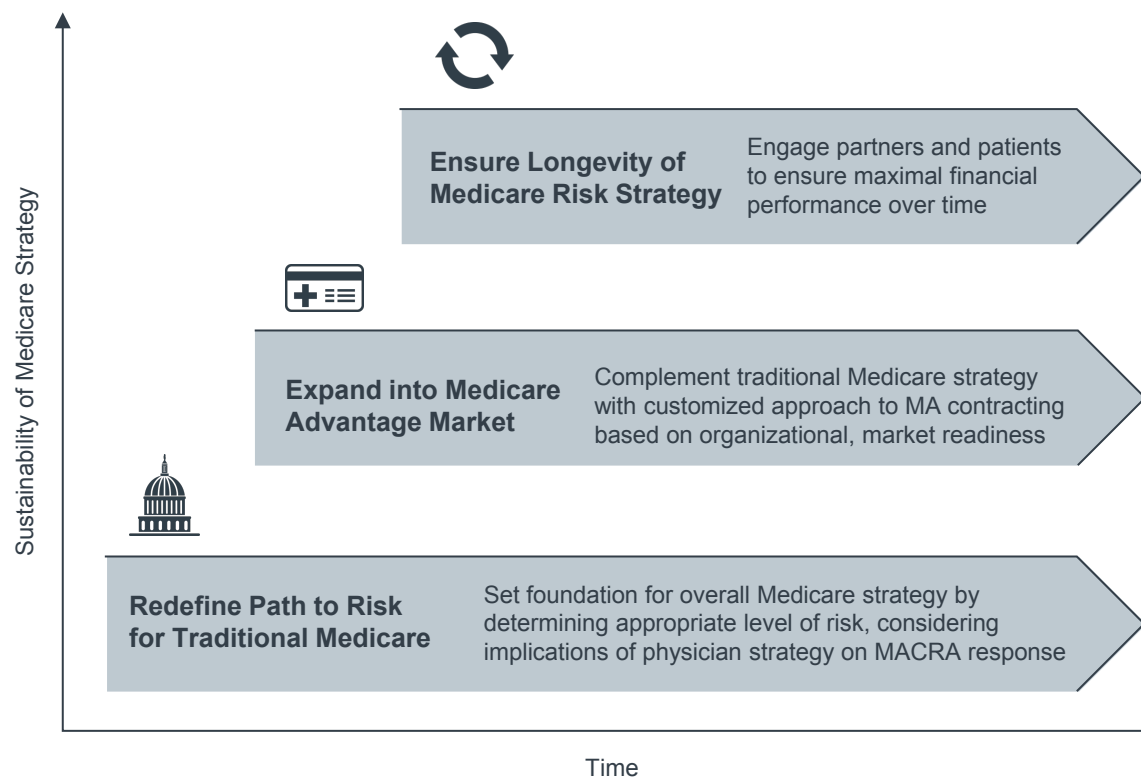 Sustainability of Medicare Strategy
Ensure Longevity of
Medicare Risk Strategy
Engage partners and patients
to ensure maximal financial
performance over time
Expand into Medicare
Advantage Market
Complement traditional Medicare strategy
with customized approach to MA contracting
based on organizational, market readiness
Redefine Path to Risk
for Traditional Medicare
Set foundation for overall Medicare strategy by
determining appropriate level of risk, considering
implications of physician strategy on MACRA response
Time